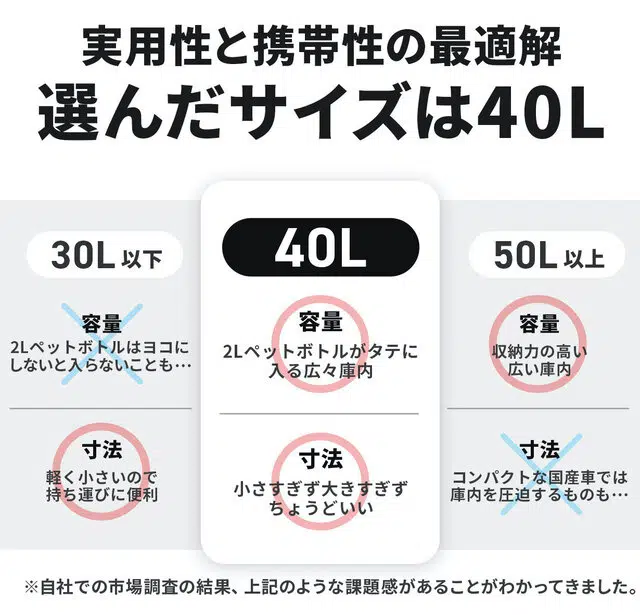 実用性と携帯性の最適解
選んだサイズは40L
30L以下
容量
2Lペットボトルはヨコに
しないと入らないことも…
寸法
軽く小さいので
持ち運びに便利
40L
容量
2Lペットボトルがタテに
入る広々庫内
寸法
小さすぎず大きすぎず
ちょうどいい
50L以上
容量
収納力の高い
広い庫内
寸法
コンパクトな国産車では
庫内を圧迫するものも…
※自社での市場調査の結果、上記のような課題感があることがわかってきました。